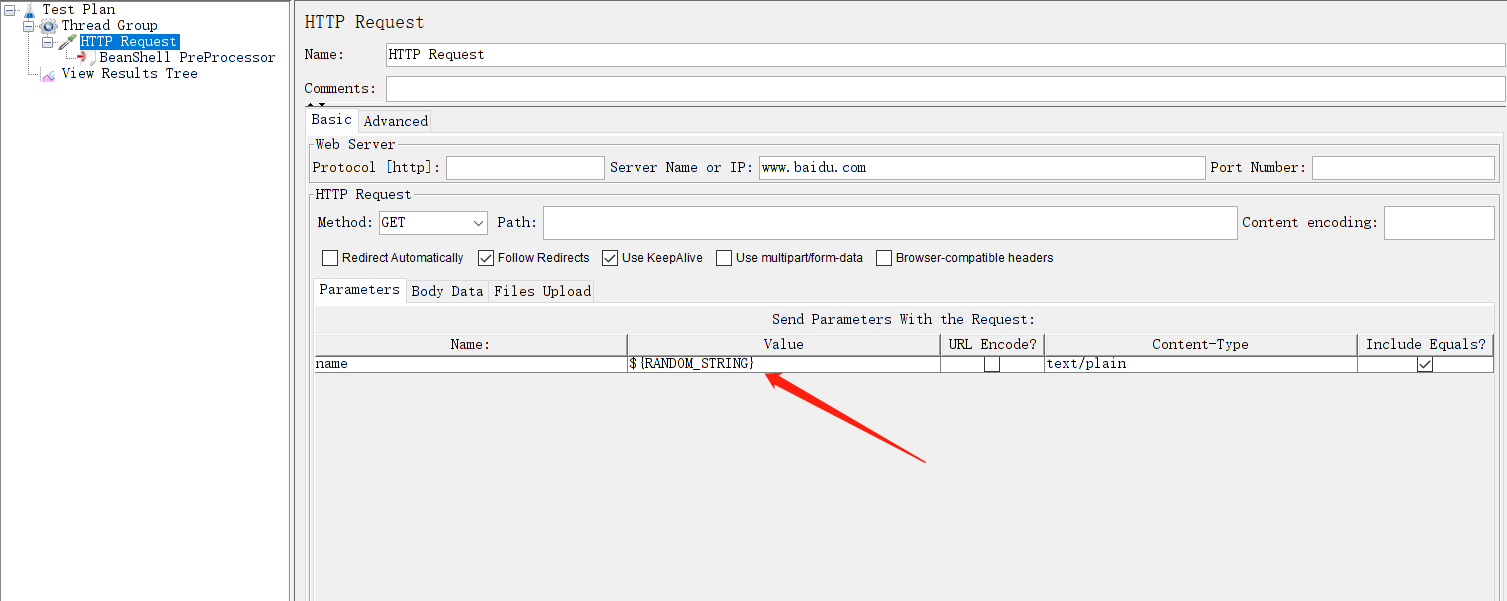 Test Plan
Thread Group
HTTP Request
BeanShell PreProcessor
View Results Tree
HTTP Request
Name: HTTP Request
Comments:
Basic Advanced
Web Server
Protocol [http]: Server Name or IP: www.baidu.com Port Number:
HTTP Request
Method: GET Path: Content encoding:
Redirect Automatically Follow Redirects Use KeepAlive Use multipart/form-data Browser-compatible headers
Parameters Body Data Files Upload
Send Parameters With the Request:
Name: Value URL Encode? Content-Type Include Equals?
name ${RANDOM_STRING} text/plain